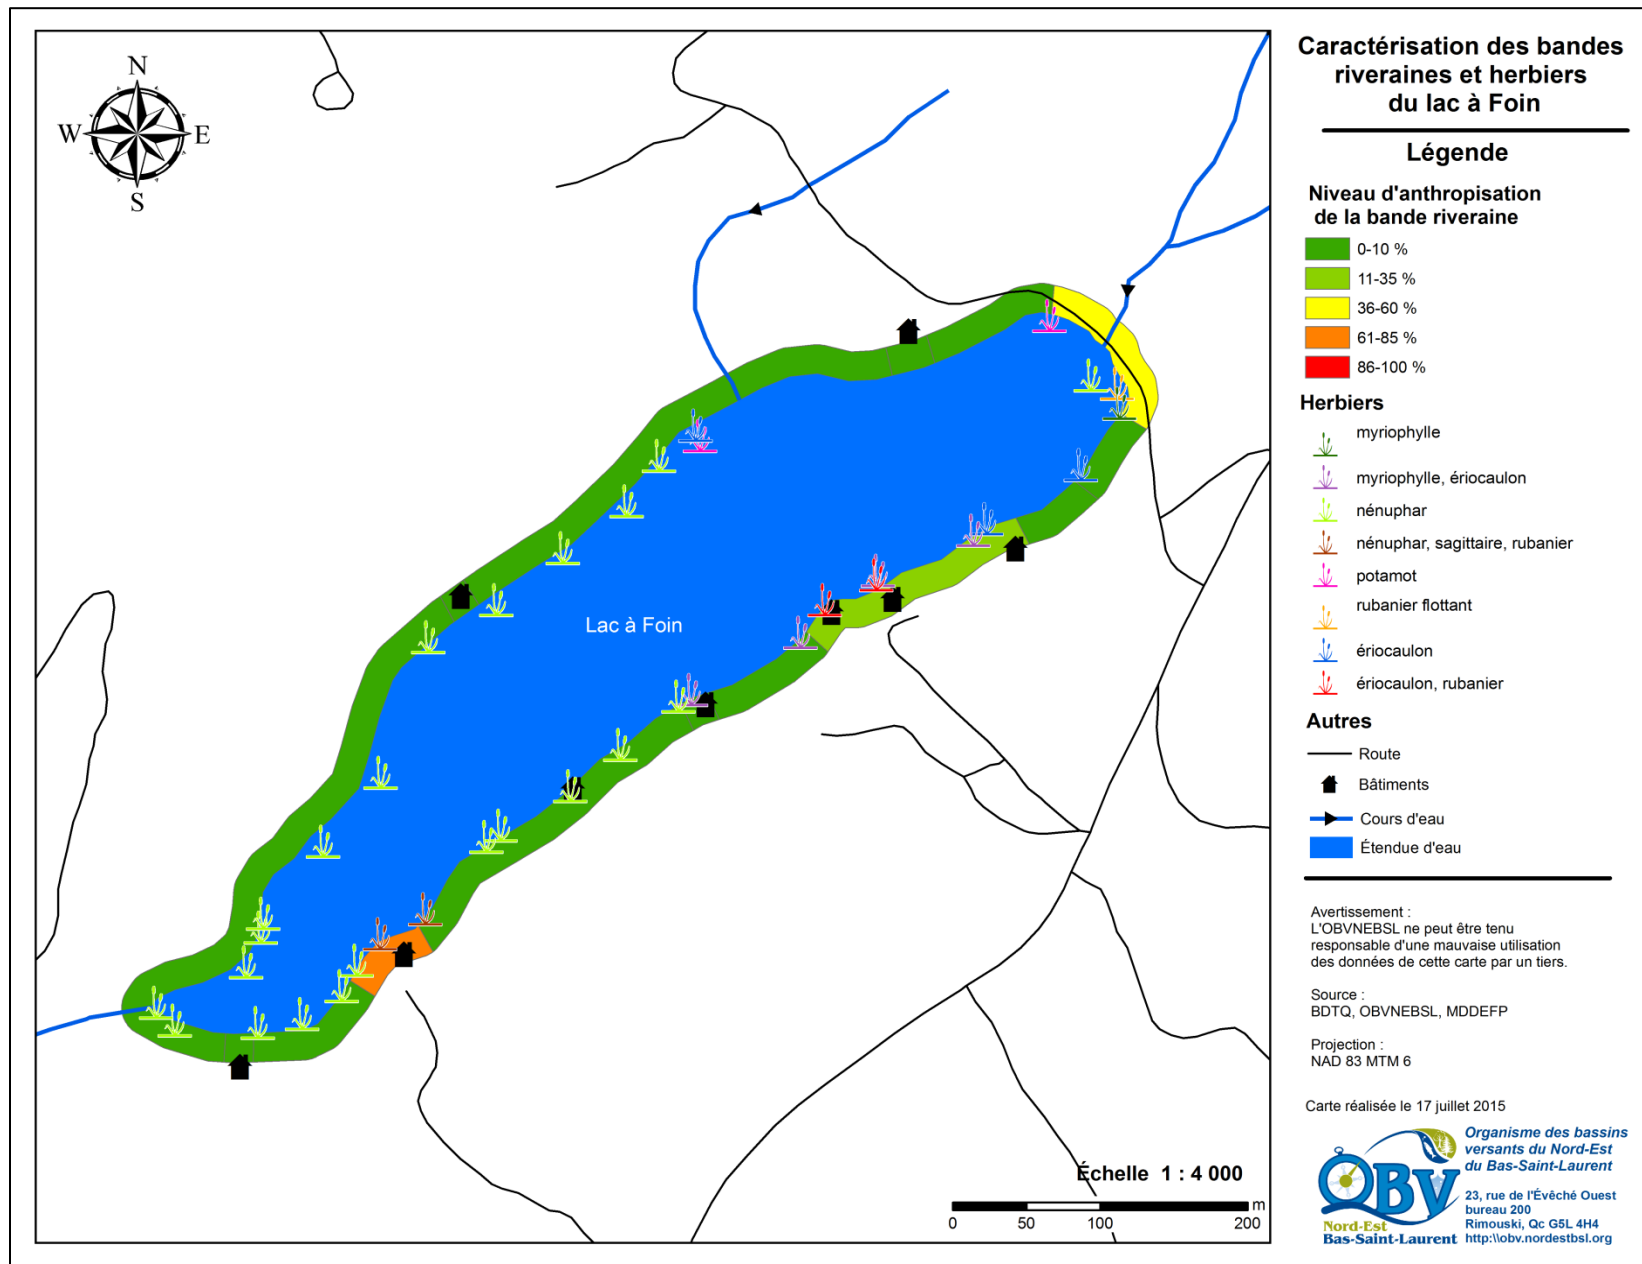 N
W
E
S
Lac à Foin
Échelle 1 : 4 000
m
0 50 100 200
Caractérisation des bandes
riveraines et herbiers
du lac à Foin
Légende
Niveau d'anthropisation
de la bande riveraine
0-10 %
11-35 %
36-60 %
61-85 %
86-100 %
Herbiers
myriophylle
myriophylle, ériocaulon
nénuphar
nénuphar, sagittaire, rubanier
potamot
rubanier flottant
ériocaulon
ériocaulon, rubanier
Autres
Route
Bâtiments
Cours d'eau
Étendue d'eau
Avertissement :
L'OBVNEBSL ne peut être tenu
responsable d'une mauvaise utilisation
des données de cette carte par un tiers.
Source :
BDTQ, OBVNEBSL, MDDEFP
Projection :
NAD 83 MTM 6
Carte réalisée le 17 juillet 2015
OBV
Nord-Est
Bas-Saint-Laurent
Organisme des bassins
versants du Nord-Est
du Bas-Saint-Laurent
23, rue de l'Évêché Ouest
bureau 200
Rimouski, Qc G5L 4H4
http:\\obv.nordestbsl.org